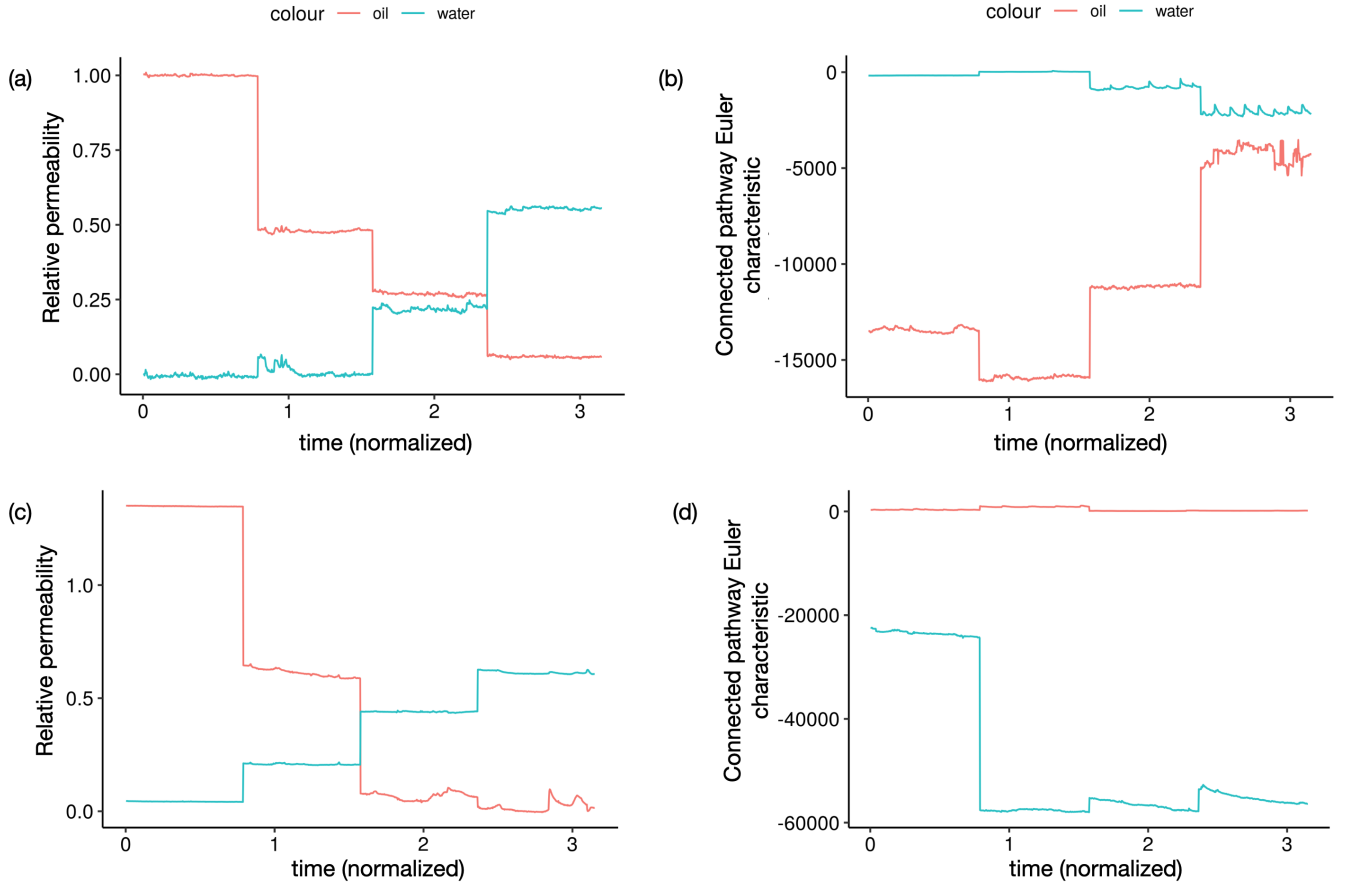 colour oil water
colour oil water
(a)
Relative permeability
1.00
0.75
0.50
0.25
0.00
0 1 2 3
time (normalized)
(b)
Connected pathway Euler
characteristic
0
-5000
-10000
-15000
0 1 2 3
time (normalized)
(c)
Relative permeability
1.0
0.5
0.0
0 1 2 3
time (normalized)
(d)
Connected pathway Euler
characteristic
0
-20000
-40000
-60000
0 1 2 3
time (normalized)